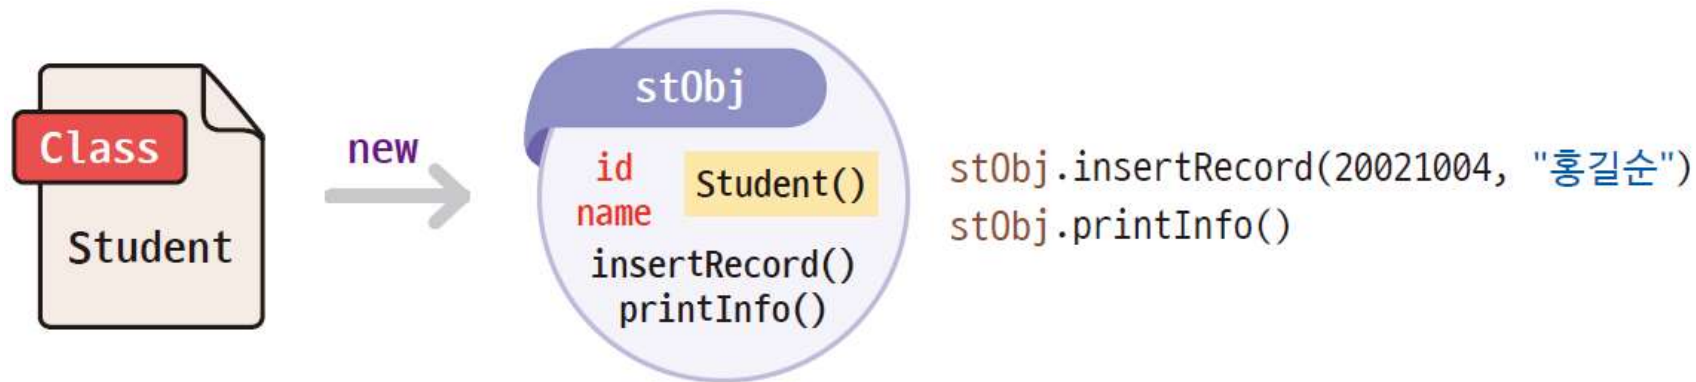 Class
Student
new
stObj
id
name
Student()
insertRecord()
printInfo()
stObj.insertRecord(20021004, "홍길순")
stObj.printInfo()